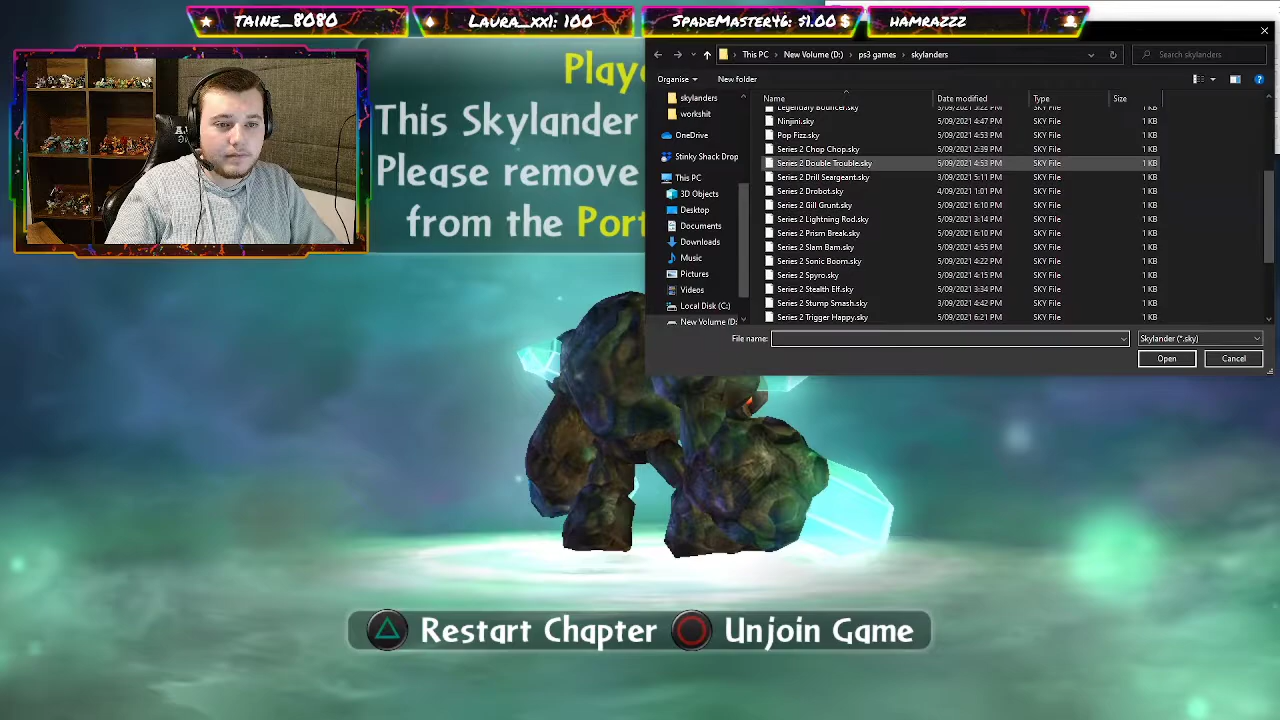 TAINE_8080
LAURA_XX1: 100
SPADEMASTER46: $1.00 $
HAMRAZZZ
This PC > New Volume (D:) > ps3 games > skylanders
Search skylanders
Organise
New folder
Name Date modified Type Size
skylanders
workshit
OneDrive
Stinky Shack Drop
This PC
3D Objects
Desktop
Documents
Downloads
Music
Pictures
Videos
Local Disk (C:)
New Volume (D:
Legendary Bouncer.sky 5/09/2021 3:22 PM SKY File 1 KB
Ninjini.sky 5/09/2021 4:47 PM SKY File 1 KB
Pop Fizz.sky 5/09/2021 4:53 PM SKY File 1 KB
Series 2 Chop Chop.sky 5/09/2021 2:39 PM SKY File 1 KB
Series 2 Double Trouble.sky 5/09/2021 4:53 PM SKY File 1 KB
Series 2 Drill Seargeant.sky 3/09/2021 5:11 PM SKY File 1 KB
Series 2 Drobot.sky 4/09/2021 1:01 PM SKY File 1 KB
Series 2 Gill Grunt.sky 5/09/2021 6:10 PM SKY File 1 KB
Series 2 Lightning Rod.sky 5/09/2021 3:14 PM SKY File 1 KB
Series 2 Prism Break.sky 5/09/2021 6:10 PM SKY File 1 KB
Series 2 Slam Bam.sky 5/09/2021 4:55 PM SKY File 1 KB
Series 2 Sonic Boom.sky 5/09/2021 4:22 PM SKY File 1 KB
Series 2 Spyro.sky 5/09/2021 4:15 PM SKY File 1 KB
Series 2 Stealth Elf.sky 5/09/2021 3:34 PM SKY File 1 KB
Series 2 Stump Smash.sky 3/09/2021 4:42 PM SKY File 1 KB
Series 2 Trigger Happy.sky 5/09/2021 6:21 PM SKY File 1 KB
File name:
Skylander (*.sky)
Open
Cancel
Playe
This Skylander
Please remove
from the Port
Restart Chapter
Unjoin Game